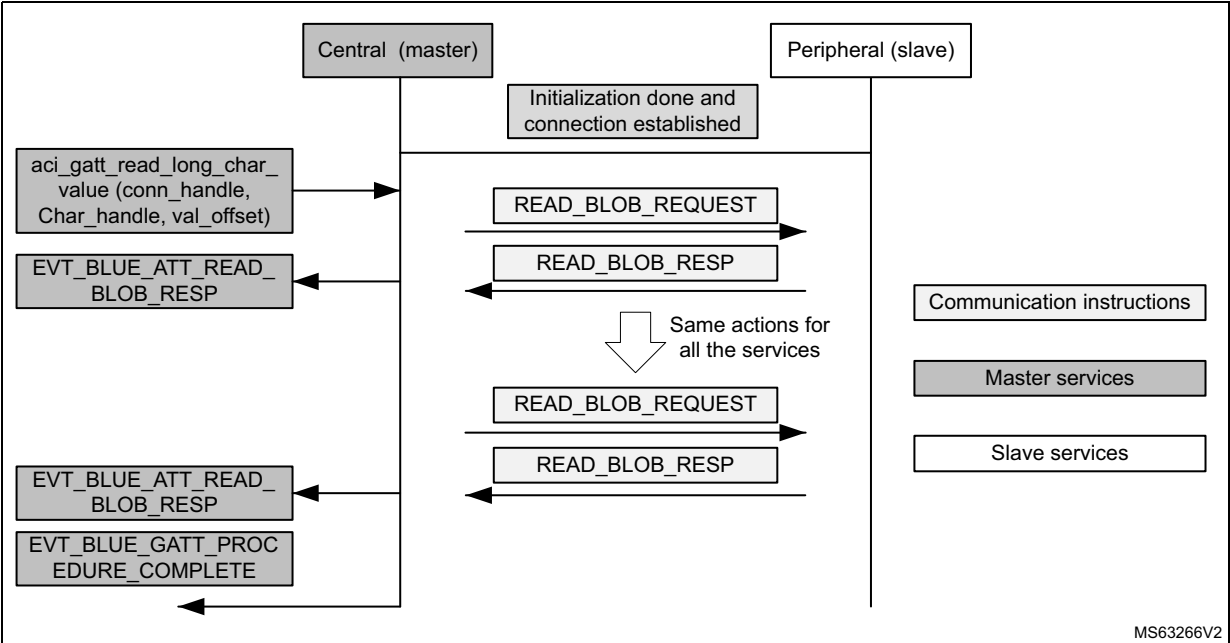 Central (master)
Peripheral (slave)
Initialization done and
connection established
aci_gatt_read_long_char_
value (conn_handle,
Char_handle, val_offset)
READ_BLOB_REQUEST
READ_BLOB_RESP
EVT_BLUE_ATT_READ_
BLOB_RESP
Communication instructions
Same actions for
all the services
Master services
READ_BLOB_REQUEST
READ_BLOB_RESP
Slave services
EVT_BLUE_ATT_READ_
BLOB_RESP
EVT_BLUE_GATT_PROC
EDURE_COMPLETE
MS63266V2